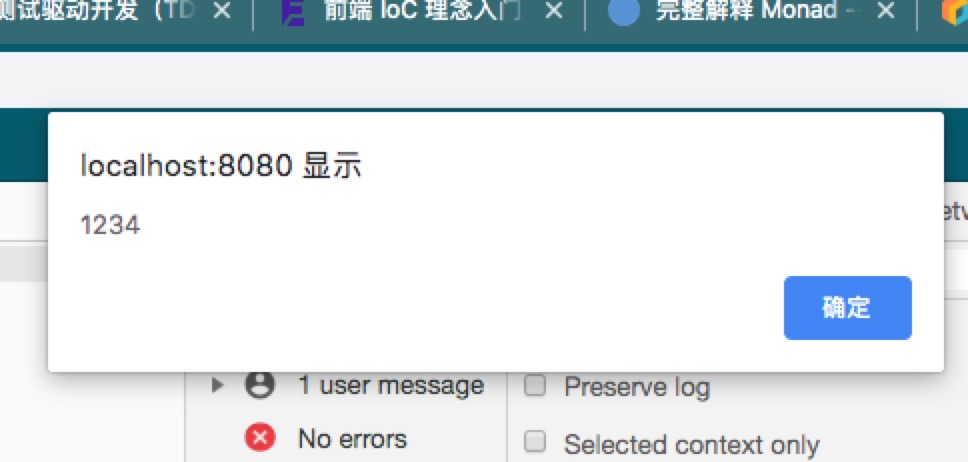 测试驱动开发（TD
前端 IoC 理念入门
完整解释 Monad -
localhost:8080 显示
1234
确定
1 user message
Preserve log
No errors
Selected context only